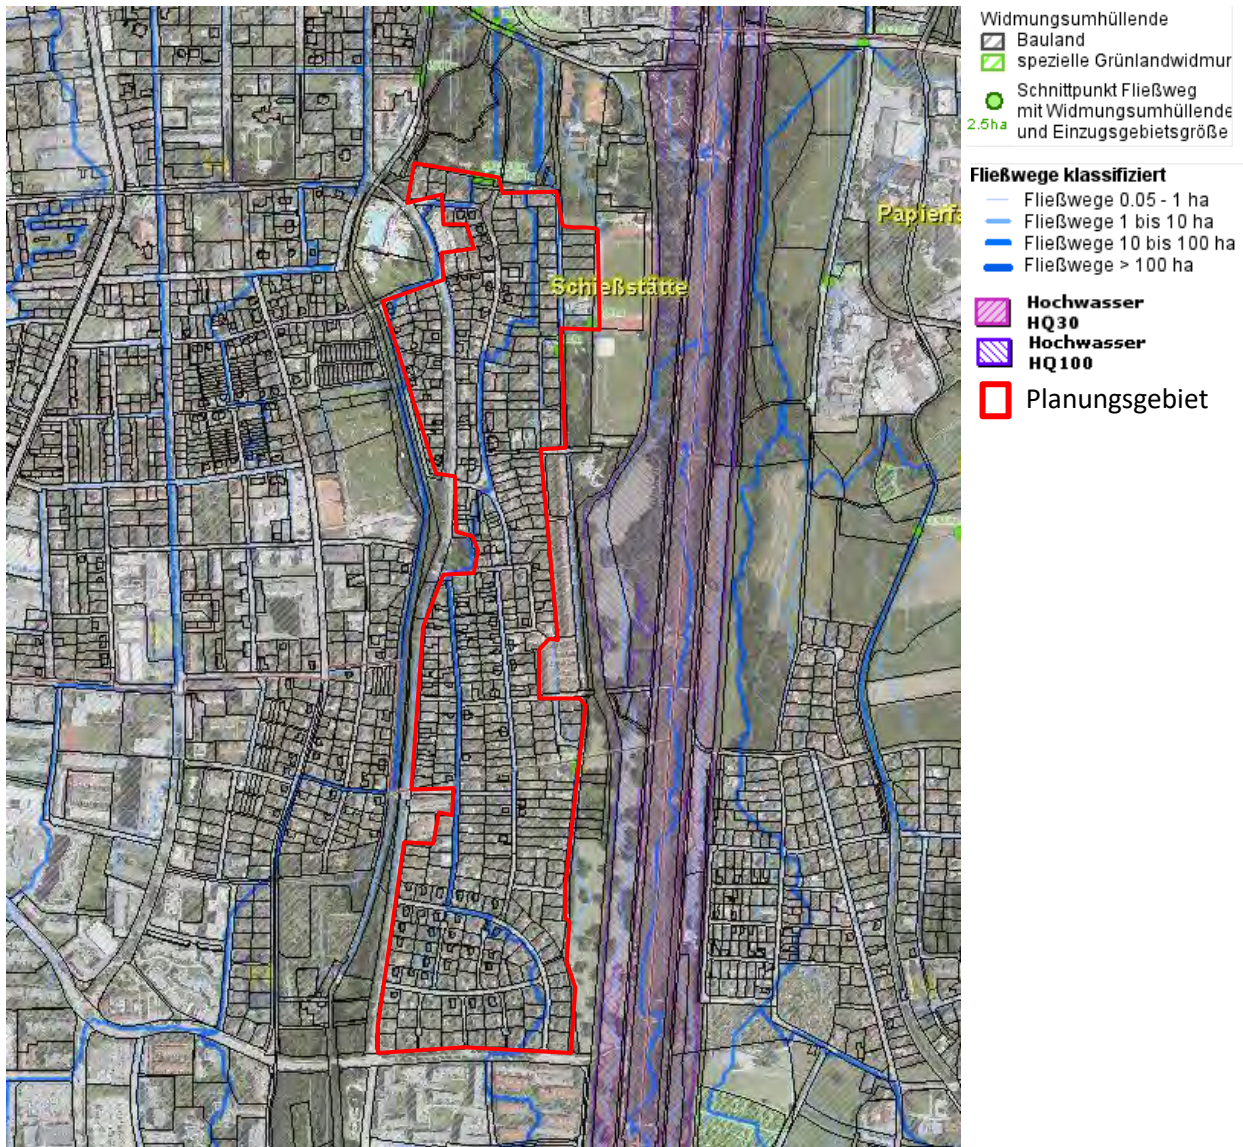 Widmungsumhüllende
Bauland
spezielle Grünlandwidmur
Schnittpunkt Fließweg
mit Widmungsumhüllende
2.5ha und Einzugsgebietsgröße
Fließwege klassifiziert
Fließwege 0.05 - 1 ha
Fließwege 1 bis 10 ha
Fließwege 10 bis 100 ha
Fließwege > 100 ha
Hochwasser
HQ30
Hochwasser
HQ100
Planungsgebiet
Papierfa
Schießstätte